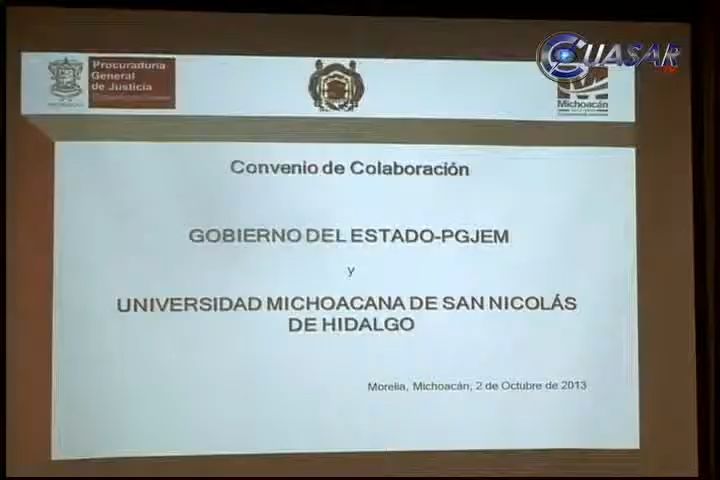 Procuraduría
General
de Justicia
CUASAR
Michoacán
Convenio de Colaboración
GOBIERNO DEL ESTADO-PGJEM
y
UNIVERSIDAD MICHOACANA DE SAN NICOLÁS
DE HIDALGO
Morelia, Michoacán, 2 de Octubre de 2013